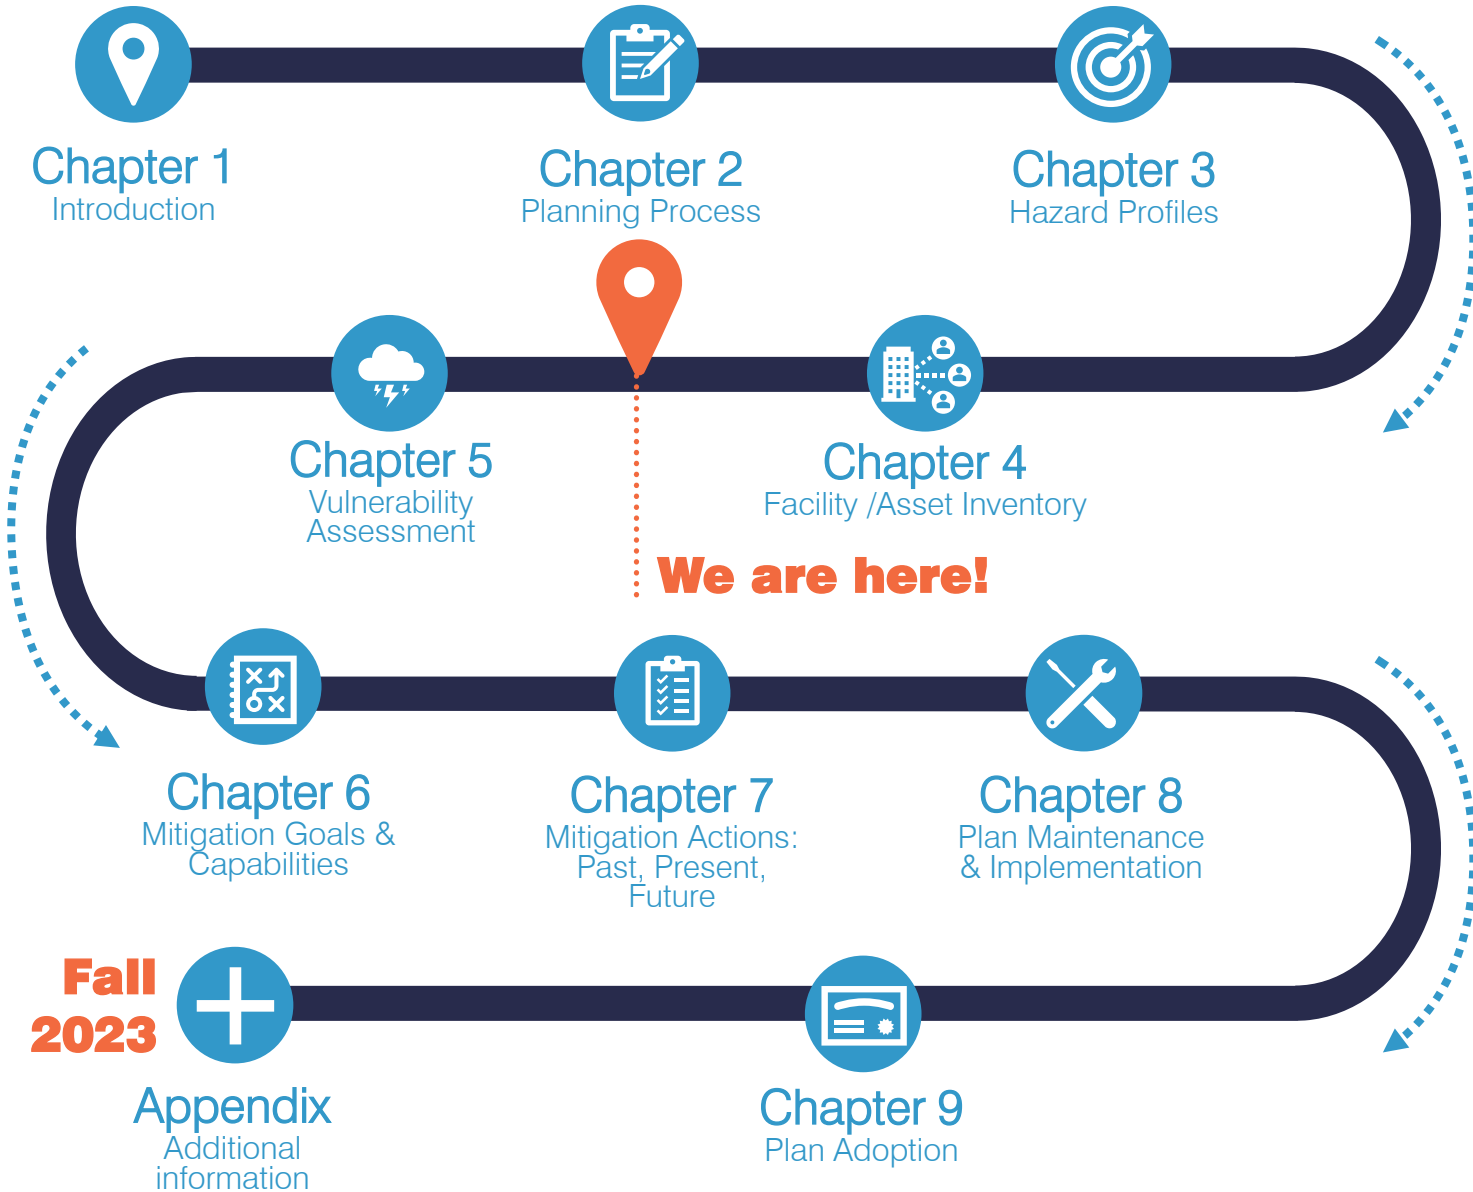 Chapter 1
Introduction
Chapter 2
Planning Process
Chapter 3
Hazard Profiles
Chapter 4
Facility /Asset Inventory
Chapter 5
Vulnerability
Assessment
We are here!
Chapter 6
Mitigation Goals &
Capabilities
Chapter 7
Mitigation Actions:
Past, Present,
Future
Chapter 8
Plan Maintenance
& Implementation
Chapter 9
Plan Adoption
Fall
2023
Appendix
Additional
information